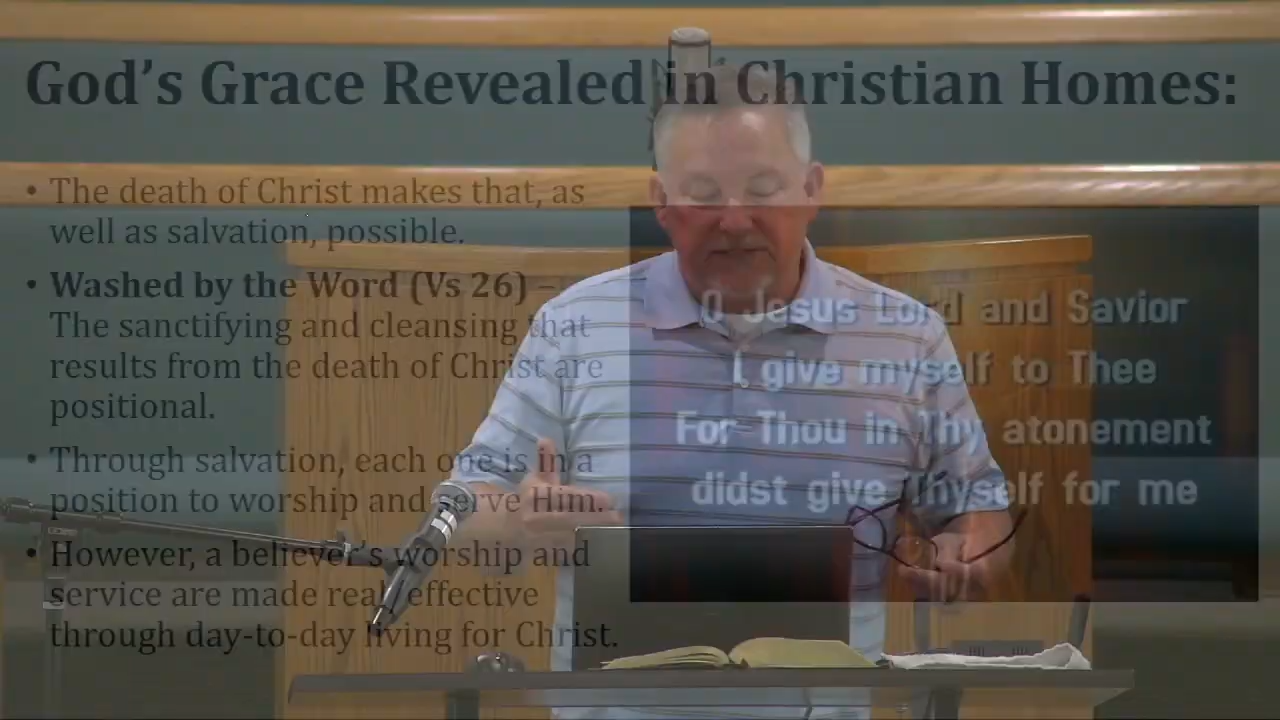 God's Grace Revealed in Christian Homes:
• The death of Christ makes that, as
well as salvation, possible.
• Washed by the Word (Vs 26) –
The sanctifying and cleansing that
results from the death of Christ are
positional.
• Through salvation, each one is in a
position to worship and serve Him.
• However, a believer's worship and
service are made real, effective
through day-to-day living for Christ.
O Jesus Lord and Savior
I give myself to Thee
For Thou in Thy atonement
didst give Thyself for me